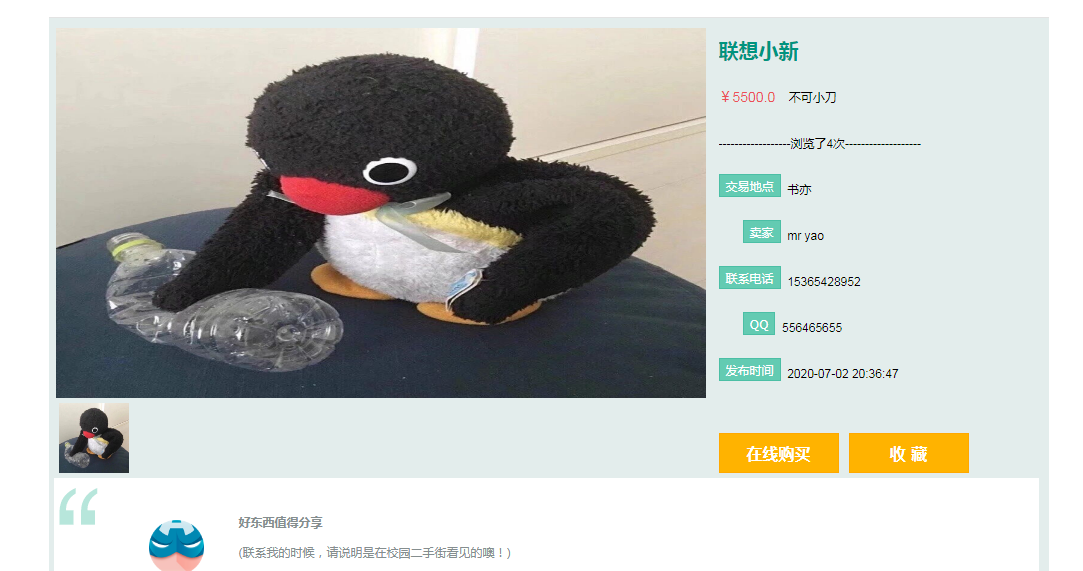 联想小新
￥5500.0 不可小刀
------------------浏览了4次-------------------
交易地点 书亦
卖家 mr yao
联系电话 15365428952
QQ 556465655
发布时间 2020-07-02 20:36:47
在线购买 收 藏
好东西值得分享
(联系我的时候，请说明是在校园二手街看见的噢！)